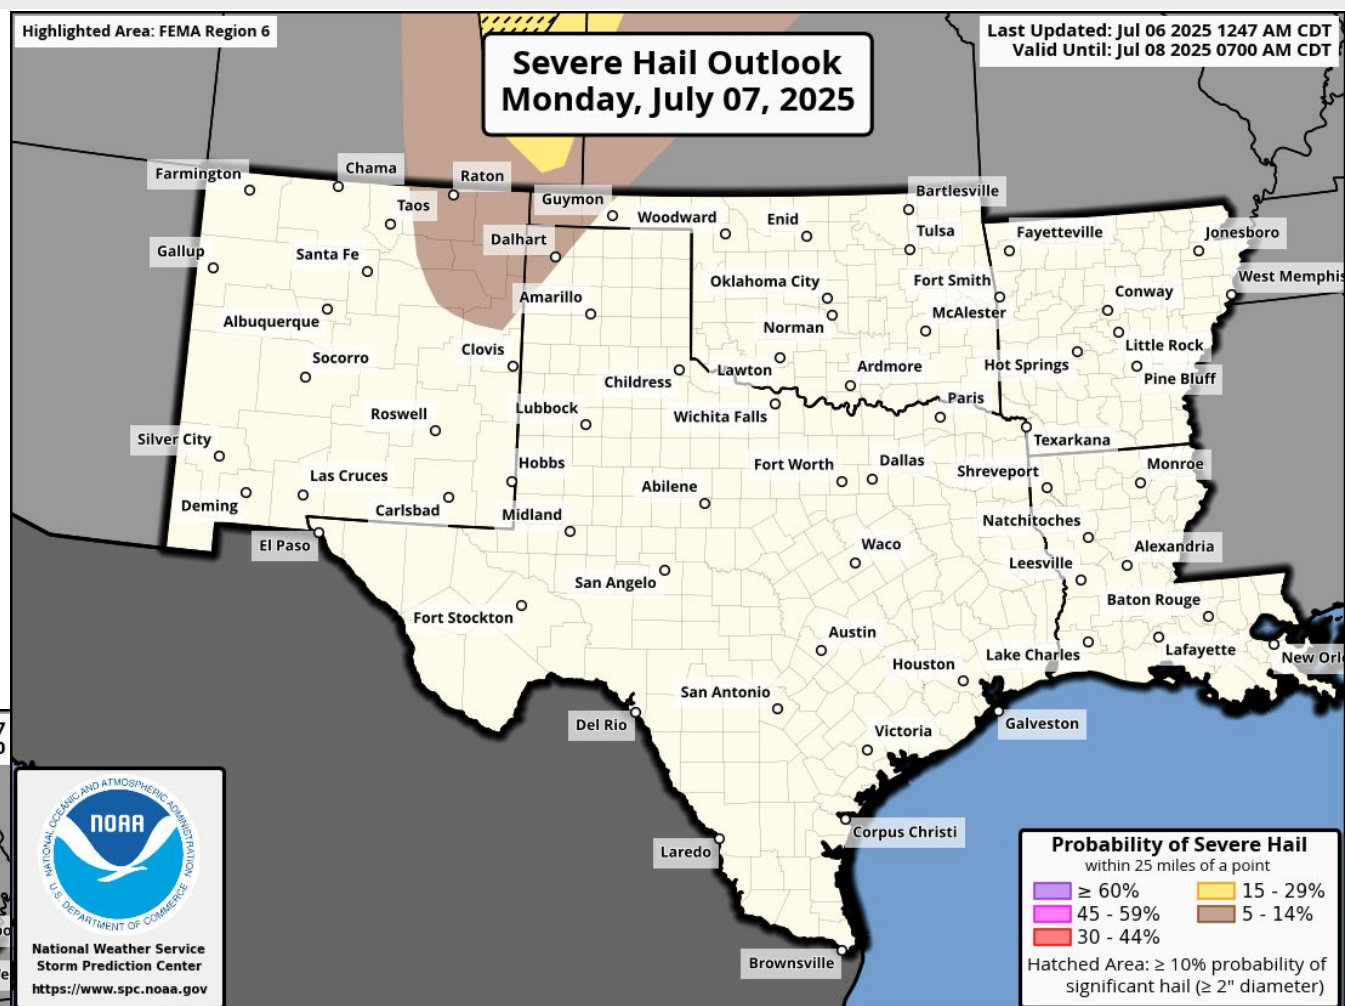 Highlighted Area: FEMA Region 6
Last Updated: Jul 06 2025 1247 AM CDT
Valid Until: Jul 08 2025 0700 AM CDT
Severe Hail Outlook
Monday, July 07, 2025
Farmington
Chama
Raton
Taos
Guymon
Woodward
Enid
Bartlesville
Tulsa
Fayetteville
Jonesboro
Gallup
Santa Fe
Dalhart
West Memphis
Oklahoma City
Fort Smith
Conway
Albuquerque
Amarillo
Norman
McAlester
Little Rock
Socorro
Clovis
Childress
Lawton
Ardmore
Hot Springs
Pine Bluff
Roswell
Lubbock
Wichita Falls
Paris
Texarkana
Silver City
Las Cruces
Hobbs
Fort Worth
Dallas
Shreveport
Monroe
Deming
Carlsbad
Abilene
Midland
Natchitoches
El Paso
Waco
Alexandria
San Angelo
Leesville
Fort Stockton
Baton Rouge
Austin
Houston
Lake Charles
Lafayette
New Orl
San Antonio
Del Rio
Galveston
Victoria
Corpus Christi
Laredo
Brownsville
NATIONAL OCEANIC AND ATMOSPHERIC ADMINISTRATION
NOAA
U.S. DEPARTMENT OF COMMERCE
National Weather Service
Storm Prediction Center
https://www.spc.noaa.gov
Probability of Severe Hail
within 25 miles of a point
≥ 60%
15 - 29%
45 - 59%
5 - 14%
30 - 44%
Hatched Area: ≥ 10% probability of
significant hail (≥ 2" diameter)